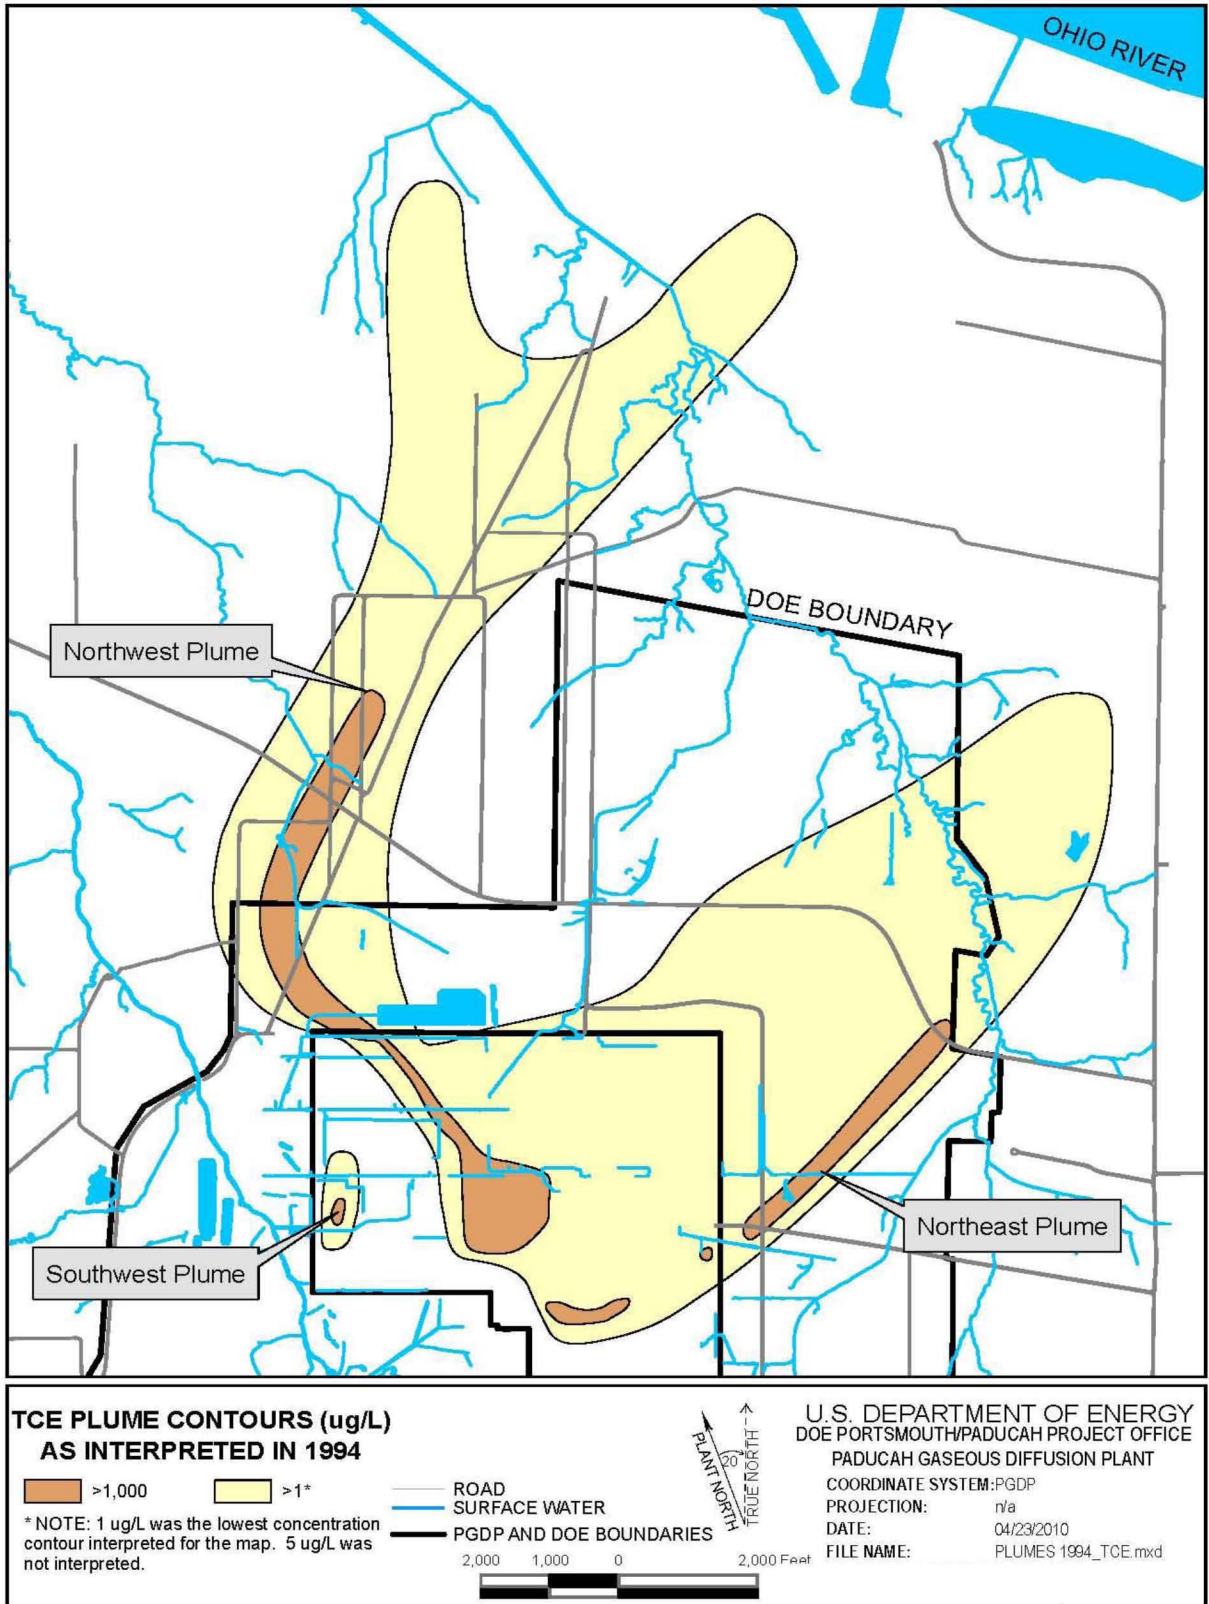 OHIO RIVER
DOE BOUNDARY
Northwest Plume
Northeast Plume
Southwest Plume
TCE PLUME CONTOURS (ug/L)
AS INTERPRETED IN 1994
>1,000
>1*
* NOTE: 1 ug/L was the lowest concentration
contour interpreted for the map. 5 ug/L was
not interpreted.
ROAD
SURFACE WATER
PGDP AND DOE BOUNDARIES
2,000 1,000 0 2,000 Feet
PLANT NORTH
20
TRUE NORTH
U.S. DEPARTMENT OF ENERGY
DOE PORTSMOUTH/PADUCAH PROJECT OFFICE
PADUCAH GASEOUS DIFFUSION PLANT
COORDINATE SYSTEM:PGDP
PROJECTION: n/a
DATE: 04/23/2010
FILE NAME: PLUMES 1994_TCE.mxd